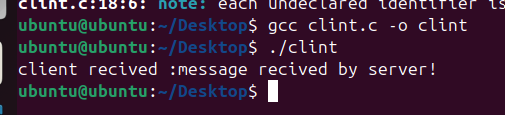 clint.c:18:6: note: each undeclared identifier is
ubuntu@ubuntu:~/Desktop$ gcc clint.c -o clint
ubuntu@ubuntu:~/Desktop$ ./clint
client recived :message recived by server!
ubuntu@ubuntu:~/Desktop$